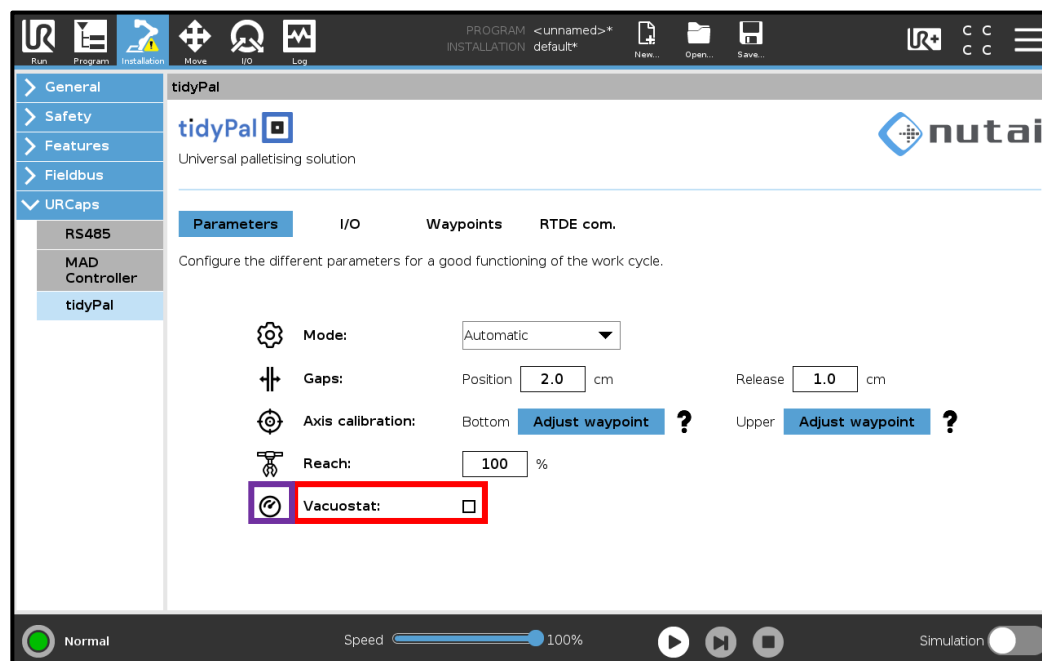 PROGRAM <unnamed>*
INSTALLATION default*
UR Run Program Installation Move I/O Log New... Open... Save... UR+ C C
C C
General
Safety
Features
Fieldbus
URCaps
RS485
MAD
Controller
tidyPal
tidyPal
tidyPal
nutai
Universal palletising solution
Parameters I/O Waypoints RTDE com.
Configure the different parameters for a good functioning of the work cycle.
Mode: Automatic
Gaps: Position 2.0 cm Release 1.0 cm
Axis calibration: Bottom Adjust waypoint ? Upper Adjust waypoint ?
Reach: 100 %
Vacuostat:
Normal Speed 100% Simulation